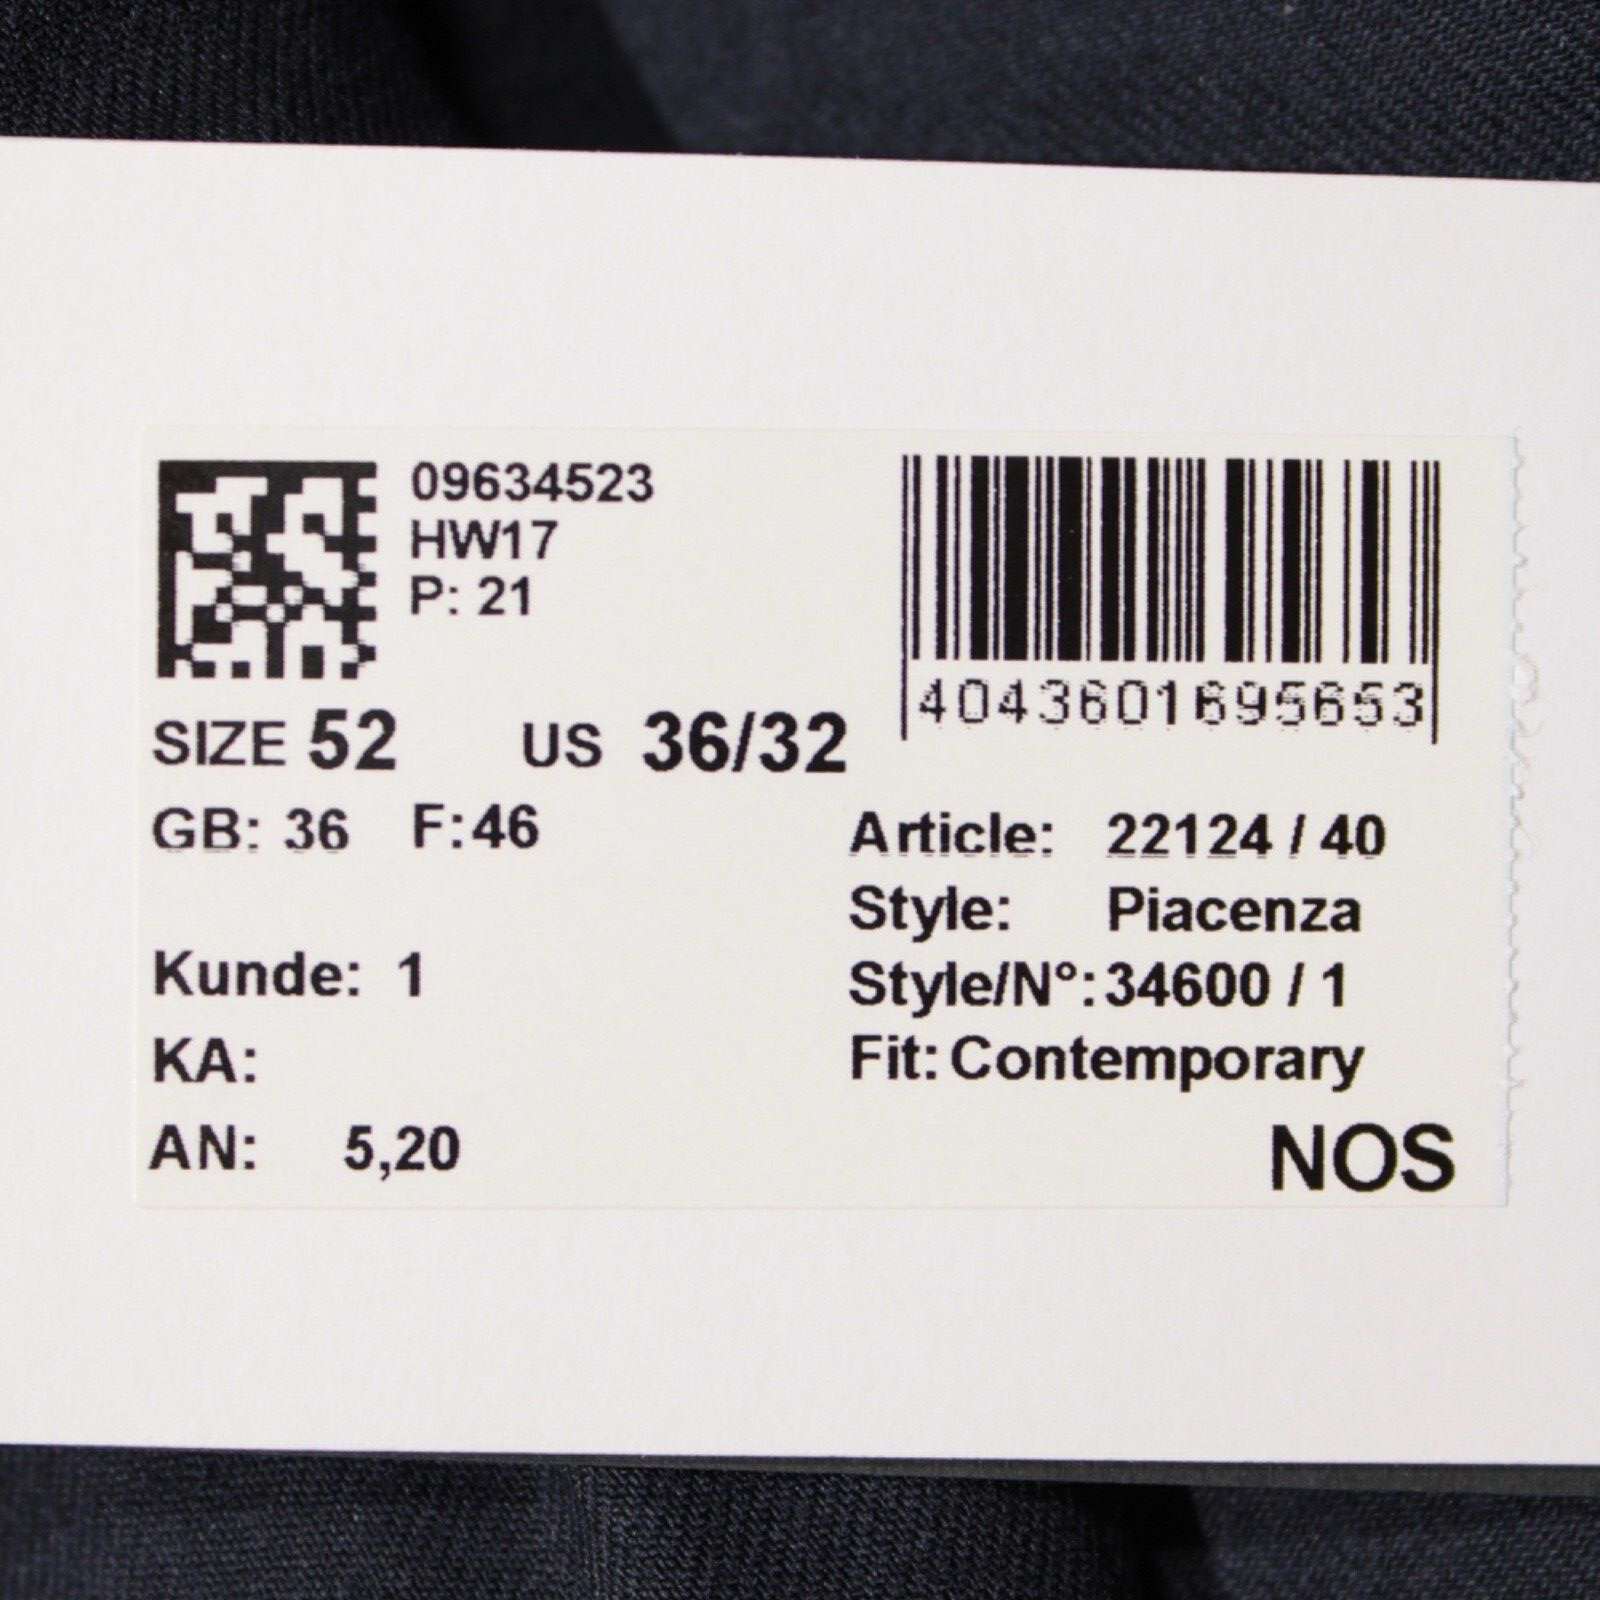 09634523
HW17
P: 21
4043601695653
SIZE 52 US 36/32
GB: 36 F:46
Article: 22124 / 40
Style: Piacenza
Kunde: 1
Style/N°:34600 / 1
KA:
Fit: Contemporary
AN: 5,20
NOS